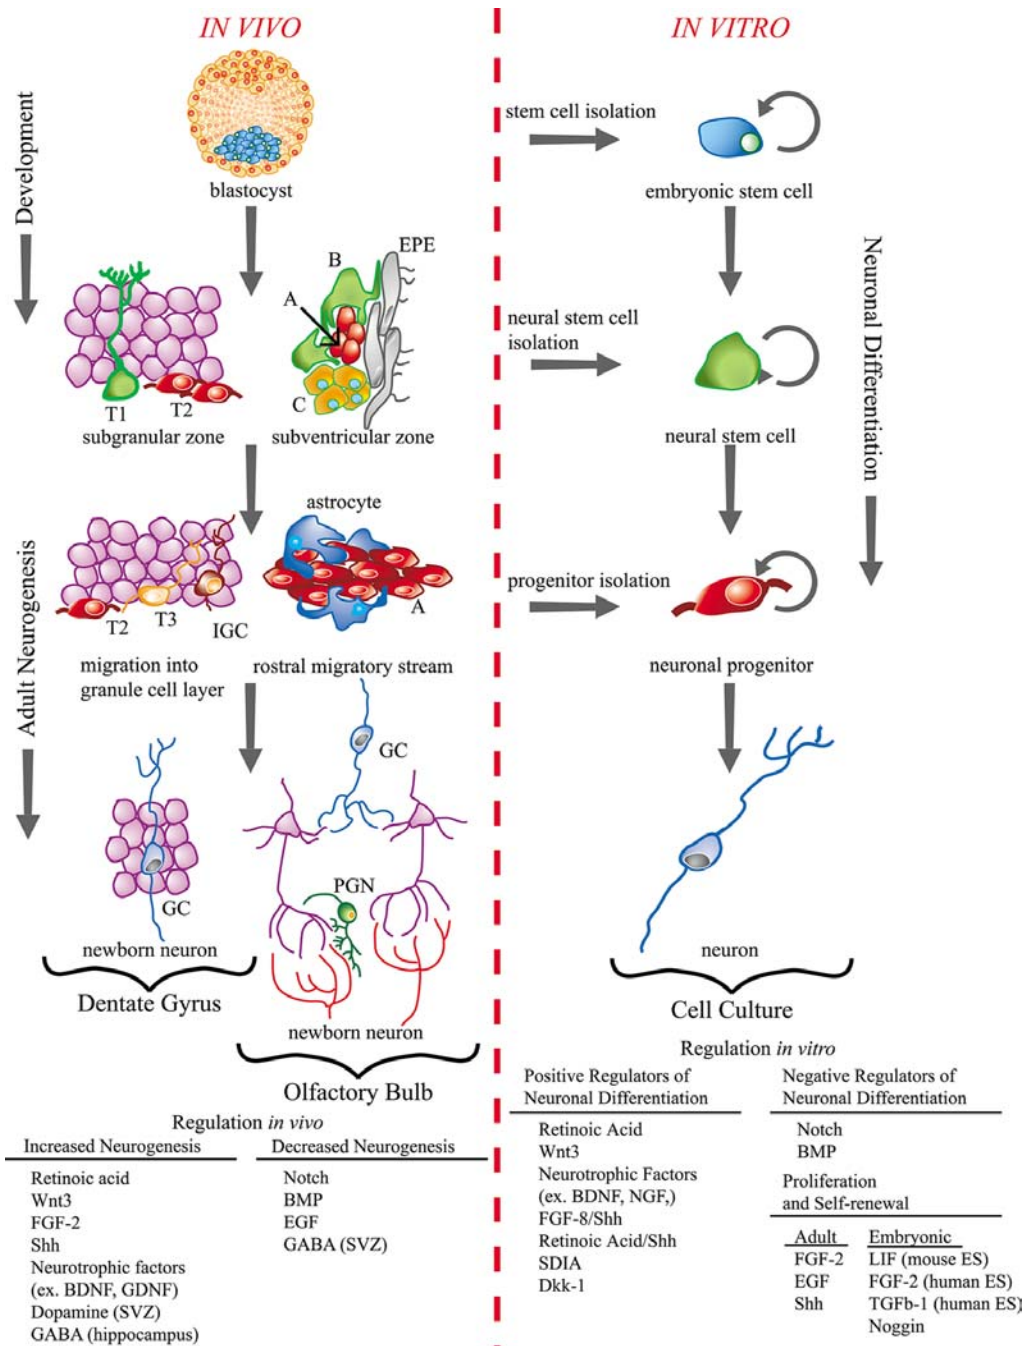 IN VIVO
Development
blastocyst
EPE
B
A
C
T1
T2
subgranular zone
subventricular zone
Adult Neurogenesis
astrocyte
T2
T3
IGC
A
migration into
granule cell layer
rostral migratory stream
GC
GC
PGN
newborn neuron
Dentate Gyrus
newborn neuron
Olfactory Bulb
Regulation in vivo
Increased Neurogenesis
Retinoic acid
Wnt3
FGF-2
Shh
Neurotrophic factors
(ex. BDNF, GDNF)
Dopamine (SVZ)
GABA (hippocampus)
Decreased Neurogenesis
Notch
BMP
EGF
GABA (SVZ)
IN VITRO
stem cell isolation
embryonic stem cell
Neuronal Differentiation
neural stem cell
isolation
neural stem cell
progenitor isolation
neuronal progenitor
neuron
Cell Culture
Regulation in vitro
Positive Regulators of
Neuronal Differentiation
Retinoic Acid
Wnt3
Neurotrophic Factors
(ex. BDNF, NGF,)
FGF-8/Shh
Retinoic Acid/Shh
SDIA
Dkk-1
Negative Regulators of
Neuronal Differentiation
Notch
BMP
Proliferation
and Self-renewal
Adult
FGF-2
EGF
Shh
Embryonic
LIF (mouse ES)
FGF-2 (human ES)
TGFb-1 (human ES)
Noggin